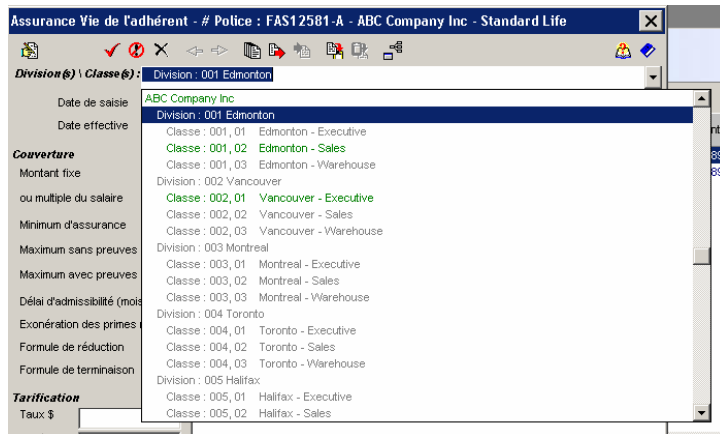 Assurance Vie de l'adhérent - # Police : FAS12581-A - ABC Company Inc - Standard Life
Division(s) \ Classe(s) : Division : 001 Edmonton
Date de saisie
Date effective
Couverture
Montant fixe
ou multiple du salaire
Minimum d'assurance
Maximum sans preuves
Maximum avec preuves
Délai d'admissibilité (mois
Exonération des primes
Formule de réduction
Formule de terminaison
Tarification
Taux $
ABC Company Inc
Division : 001 Edmonton
Classe : 001, 01 Edmonton - Executive
Classe : 001, 02 Edmonton - Sales
Classe : 001, 03 Edmonton - Warehouse
Division : 002 Vancouver
Classe : 002, 01 Vancouver - Executive
Classe : 002, 02 Vancouver - Sales
Classe : 002, 03 Vancouver - Warehouse
Division : 003 Montreal
Classe : 003, 01 Montreal - Executive
Classe : 003, 02 Montreal - Sales
Classe : 003, 03 Montreal - Warehouse
Division : 004 Toronto
Classe : 004, 01 Toronto - Executive
Classe : 004, 02 Toronto - Sales
Classe : 004, 03 Toronto - Warehouse
Division : 005 Halifax
Classe : 005, 01 Halifax - Executive
Classe : 005, 02 Halifax - Sales